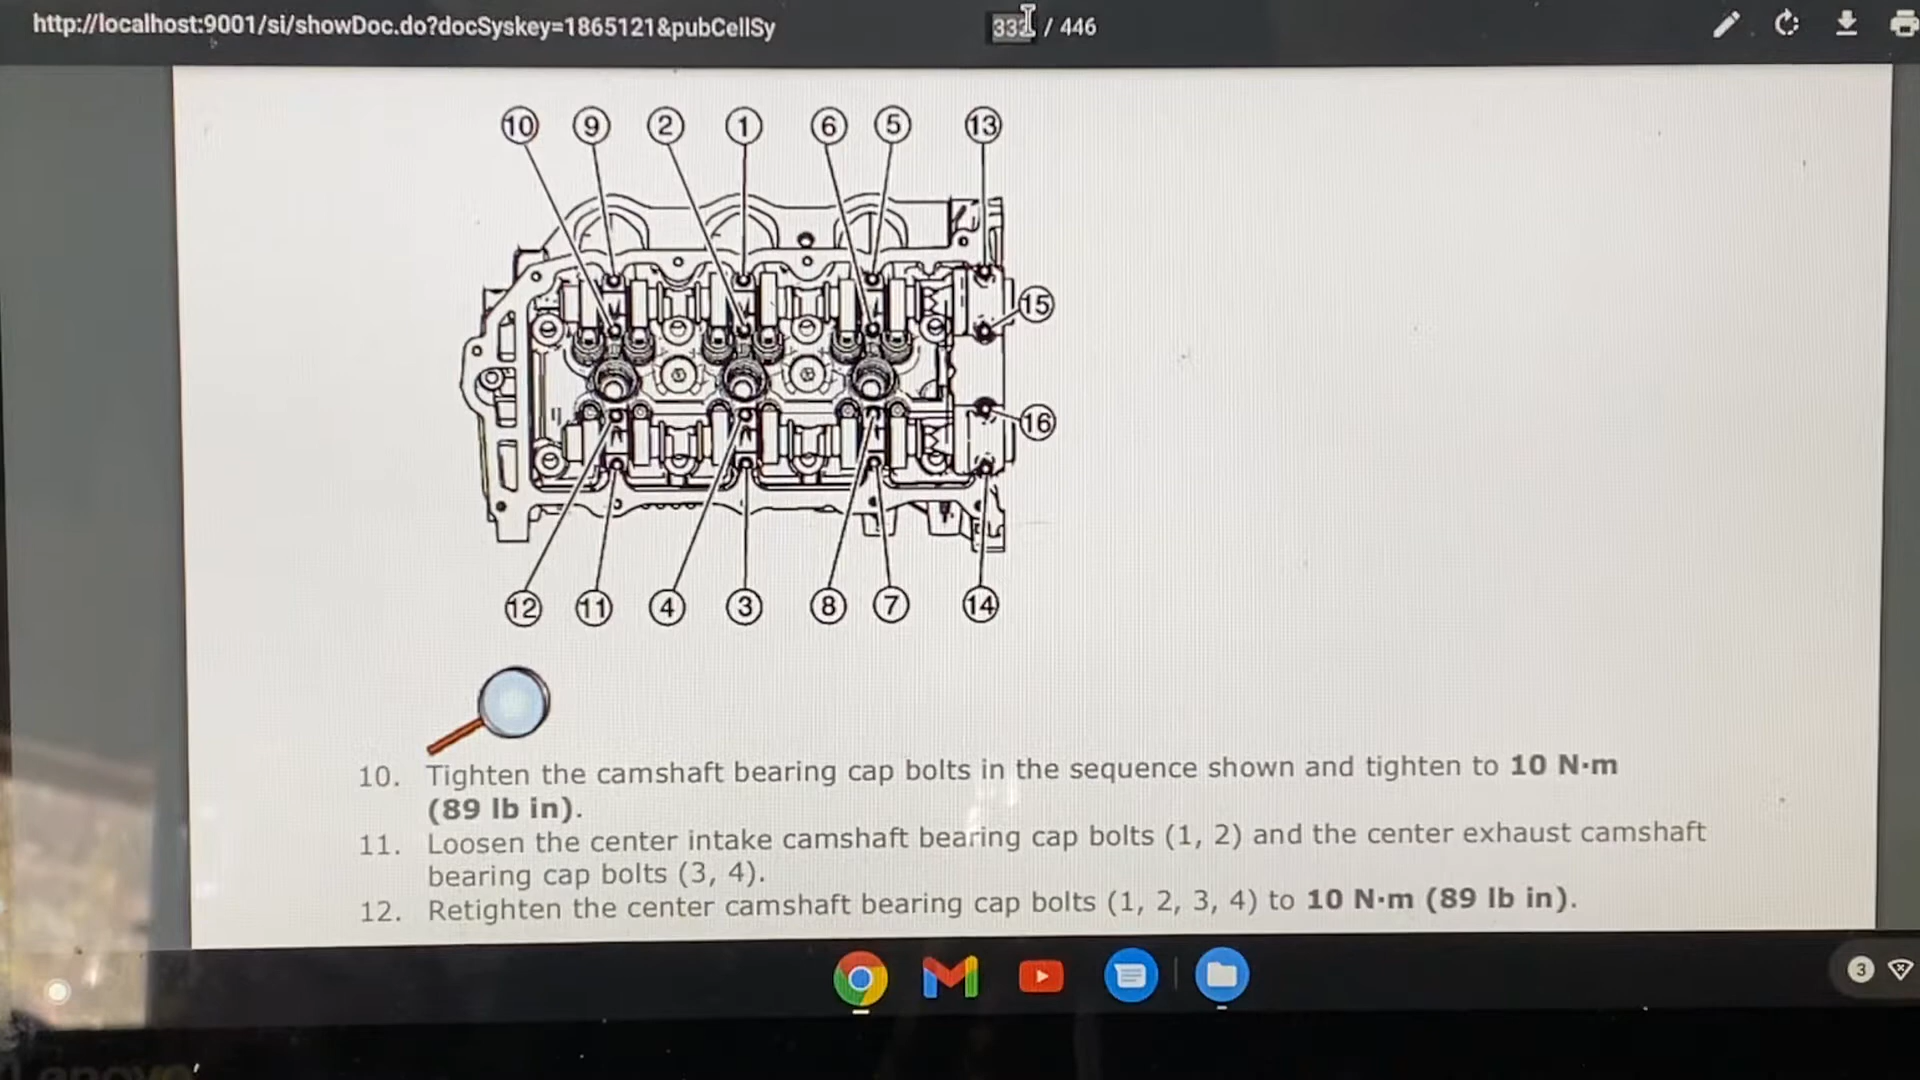 http://localhost:9001/si/showDoc.do?docSyskey=1865121&pubCellSy
/ 446
10 9 2 1 6 5 13
15
16
12 11 4 3 8 7 14
10. Tighten the camshaft bearing cap bolts in the sequence shown and tighten to 10 N·m
(89 lb in).
11. Loosen the center intake camshaft bearing cap bolts (1, 2) and the center exhaust camshaft
bearing cap bolts (3, 4).
12. Retighten the center camshaft bearing cap bolts (1, 2, 3, 4) to 10 N·m (89 lb in).
3